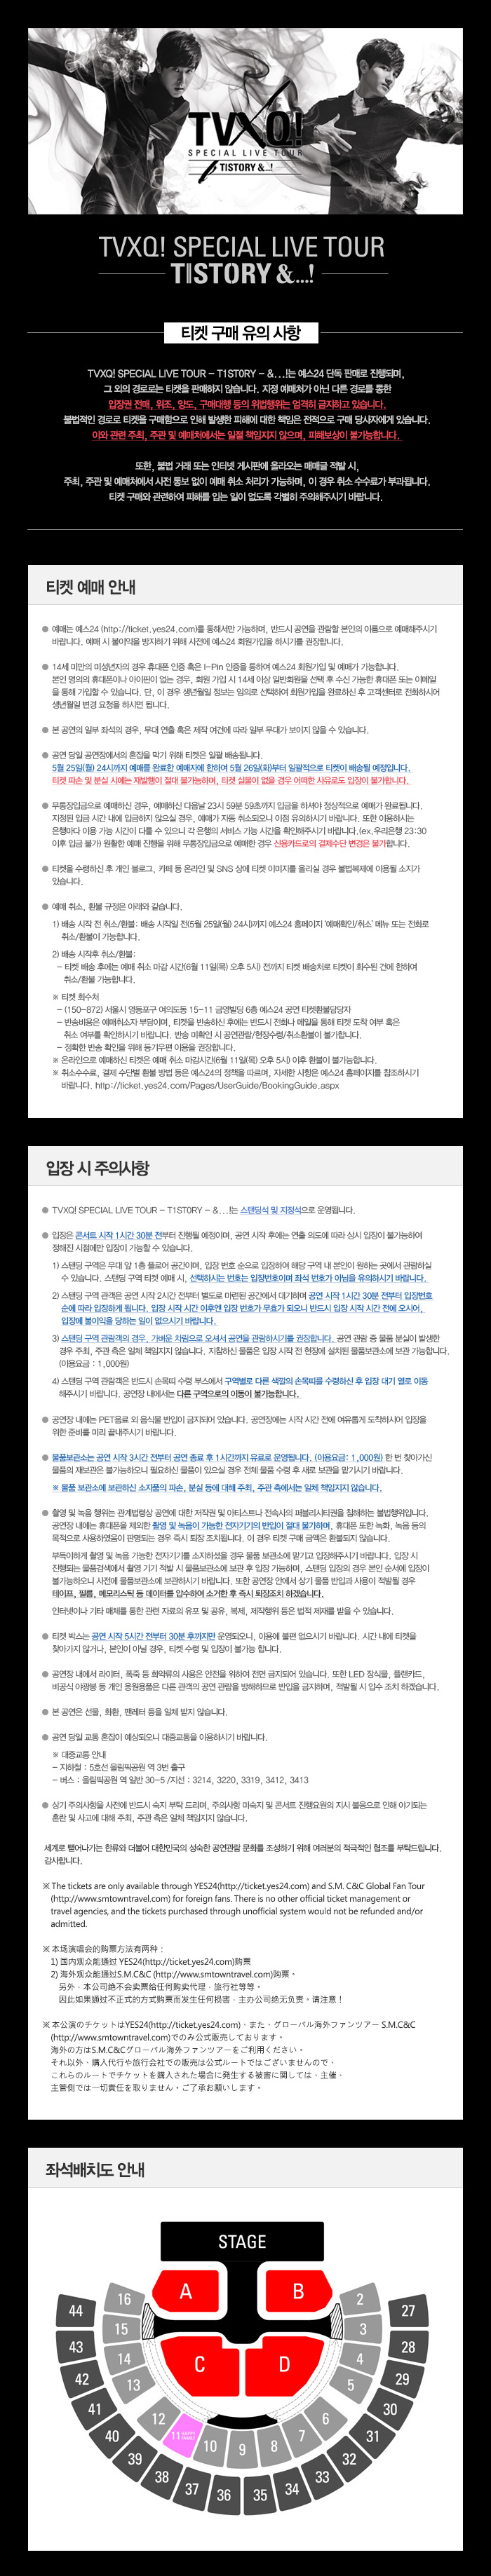 TVXQ!
SPECIAL LIVE TOUR
T1STORY &...!
TVXQ! SPECIAL LIVE TOUR
T1STORY &...!
티켓 구매 유의 사항
TVXQ! SPECIAL LIVE TOUR - T1ST0RY - &...!는 예스24 단독 판매로 진행되며,
그 외의 경로로는 티켓을 판매하지 않습니다. 지정 예매처가 아닌 다른 경로를 통한
입장권 전매, 위조, 양도, 구매대행 등의 위법행위는 엄격히 금지하고 있습니다.
불법적인 경로로 티켓을 구매함으로 인해 발생한 피해에 대한 책임은 전적으로 구매 당사자에게 있습니다.
이와 관련 주최, 주관 및 예매처에서는 일절 책임지지 않으며, 피해보상이 불가능합니다.
또한, 불법 거래 또는 인터넷 게시판에 올라오는 매매글 적발 시,
주최, 주관 및 예매처에서 사전 통보 없이 예매 취소 처리가 가능하며, 이 경우 취소 수수료가 부과됩니다.
티켓 구매와 관련하여 피해를 입는 일이 없도록 각별히 주의해주시기 바랍니다.
티켓 예매 안내
● 예매는 예스24 (http://ticket.yes24.com)를 통해서만 가능하며, 반드시 공연을 관람할 본인의 이름으로 예매해주시기
바랍니다. 예매 시 불이익을 방지하기 위해 사전에 예스24 회원가입을 하시기를 권장합니다.
● 14세 미만의 미성년자의 경우 휴대폰 인증 혹은 I-Pin 인증을 통하여 예스24 회원가입 및 예매가 가능합니다.
본인 명의의 휴대폰이나 아이핀이 없는 경우, 회원 가입 시 14세 이상 일반회원을 선택 후 수신 가능한 휴대폰 또는 이메일
을 통해 가입할 수 있습니다. 단, 이 경우 생년월일 정보는 임의로 선택하여 회원가입을 완료하신 후 고객센터로 전화하시어
생년월일 변경 요청을 하시면 됩니다.
● 본 공연의 일부 좌석의 경우, 무대 연출 혹은 제작 여건에 따라 일부 무대가 보이지 않을 수 있습니다.
● 공연 당일 공연장에서의 혼잡을 막기 위해 티켓은 일괄 배송됩니다.
5월 25일(월) 24시까지 예매를 완료한 예매자에 한하여 5월 26일(화)부터 일괄적으로 티켓이 배송될 예정입니다.
티켓 파손 및 분실 시에는 재발행이 절대 불가능하며, 티켓 실물이 없을 경우 어떠한 사유로도 입장이 불가합니다.
● 무통장입금으로 예매하신 경우, 예매하신 다음날 23시 59분 59초까지 입금을 하셔야 정상적으로 예매가 완료됩니다.
지정된 입금 시간 내에 입금하지 않으실 경우, 예매가 자동 취소되오니 이점 유의하시기 바랍니다. 또한 이용하시는
은행마다 이용 가능 시간이 다를 수 있으니 각 은행의 서비스 가능 시간을 확인해주시기 바랍니다.(ex.우리은행 23:30
이후 입금 불가) 원활한 예매 진행을 위해 무통장입금으로 예매한 경우 신용카드로의 결제수단 변경은 불가합니다.
● 티켓을 수령하신 후 개인 블로그, 카페 등 온라인 및 SNS 상에 티켓 이미지를 올리실 경우 불법복제에 이용될 소지가
있습니다.
● 예매 취소, 환불 규정은 아래와 같습니다.
1) 배송 시작 전 취소/환불: 배송 시작일 전(5월 25일(월) 24시)까지 예스24 홈페이지 '예매확인/취소' 메뉴 또는 전화로
취소/환불이 가능합니다.
2) 배송 시작후 취소/환불:
- 티켓 배송 후에는 예매 취소 마감 시간(6월 11일(목) 오후 5시) 전까지 티켓 배송처로 티켓이 회수된 건에 한하여
취소/환불 가능합니다.
※ 티켓 회수처
- (150-872) 서울시 영등포구 여의도동 15-11 금영빌딩 6층 예스24 공연 티켓환불담당자
- 반송비용은 예매취소자 부담이며, 티켓을 반송하신 후에는 반드시 전화나 메일을 통해 티켓 도착 여부 혹은
취소 여부를 확인하시기 바랍니다. 반송 미확인 시 공연관람/현장수령/취소환불이 불가합니다.
- 정확한 반송 확인을 위해 등기우편 이용을 권장합니다.
※ 온라인으로 예매하신 티켓은 예매 취소 마감시간(6월 11일(목) 오후 5시) 이후 환불이 불가능합니다.
※ 취소수수료, 결제 수단별 환불 방법 등은 예스24의 정책을 따르며, 자세한 사항은 예스24 홈페이지를 참조하시기
바랍니다. http://ticket.yes24.com/Pages/UserGuide/BookingGuide.aspx
입장 시 주의사항
● TVXQ! SPECIAL LIVE TOUR - T1ST0RY - &...!는 스탠딩석 및 지정석으로 운영됩니다.
● 입장은 콘서트 시작 1시간 30분 전부터 진행될 예정이며, 공연 시작 후에는 연출 의도에 따라 상시 입장이 불가능하여
정해진 시점에만 입장이 가능할 수 있습니다.
1) 스탠딩 구역은 무대 앞 1층 플로어 공간이며, 입장 번호 순으로 입장하여 해당 구역 내 본인이 원하는 곳에서 관람하실
수 있습니다. 스탠딩 구역 티켓 예매 시, 선택하시는 번호는 입장번호이며 좌석 번호가 아님을 유의하시기 바랍니다.
2) 스탠딩 구역 관객은 공연 시작 2시간 전부터 별도로 마련된 공간에서 대기하며 공연 시작 1시간 30분 전부터 입장번호
순에 따라 입장하게 됩니다. 입장 시작 시간 이후엔 입장 번호가 무효가 되오니 반드시 입장 시작 시간 전에 오시어,
입장에 불이익을 당하는 일이 없으시기 바랍니다.
3) 스탠딩 구역 관람객의 경우, 가벼운 차림으로 오셔서 공연을 관람하시기를 권장합니다. 공연 관람 중 물품 분실이 발생한
경우 주최, 주관 측은 일체 책임지지 않습니다. 지참하신 물품은 입장 시작 전 현장에 설치된 물품보관소에 보관 가능합니다.
(이용요금 : 1,000원)
4) 스탠딩 구역 관람객은 반드시 손목띠 수령 부스에서 구역별로 다른 색깔의 손목띠를 수령하신 후 입장 대기 열로 이동
해주시기 바랍니다. 공연장 내에서는 다른 구역으로의 이동이 불가능합니다.
● 공연장 내에는 PET음료 외 음식물 반입이 금지되어 있습니다. 공연장에는 시작 시간 전에 여유롭게 도착하시어 입장을
위한 준비를 미리 끝내주시기 바랍니다.
● 물품보관소는 공연 시작 3시간 전부터 공연 종료 후 1시간까지 유료로 운영됩니다. (이용요금: 1,000원) 한 번 찾아가신
물품의 재보관은 불가능하오니 필요하신 물품이 있으실 경우 전체 물품 수령 후 새로 보관을 맡기시기 바랍니다.
※ 물품 보관소에 보관하신 소지품의 파손, 분실 등에 대해 주최, 주관 측에서는 일체 책임지지 않습니다.
● 촬영 및 녹음 행위는 관계법령상 공연에 대한 저작권 및 아티스트나 전속사의 퍼블리시티권을 침해하는 불법행위입니다.
공연장 내에는 휴대폰을 제외한 촬영 및 녹음이 가능한 전자기기의 반입이 절대 불가하며, 휴대폰 또한 녹화, 녹음 등의
목적으로 사용하였음이 판명되는 경우 즉시 퇴장 조치됩니다. 이 경우 티켓 구매 금액은 환불되지 않습니다.
부득이하게 촬영 및 녹음 가능한 전자기기를 소지하셨을 경우 물품 보관소에 맡기고 입장해주시기 바랍니다. 입장 시
진행되는 물품검색에서 촬영 기기 적발 시 물품보관소에 보관 후 입장 가능하며, 스탠딩 입장의 경우 본인 순서에 입장이
불가능하오니 사전에 물품보관소에 보관하시기 바랍니다. 또한 공연장 안에서 상기 물품 반입과 사용이 적발될 경우
테이프, 필름, 메모리스틱 등 데이터를 압수하여 소거한 후 즉시 퇴장조치 하겠습니다.
인터넷이나 기타 매체를 통한 관련 자료의 유포 및 공유, 복제, 제작행위 등은 법적 제재를 받을 수 있습니다.
● 티켓 박스는 공연 시작 5시간 전부터 30분 후까지만 운영되오니, 이용에 불편 없으시기 바랍니다. 시간 내에 티켓을
찾아가지 않거나, 본인이 아닐 경우, 티켓 수령 및 입장이 불가능 합니다.
● 공연장 내에서 라이터, 폭죽 등 화약류의 사용은 안전을 위하여 전면 금지되어 있습니다. 또한 LED 장식물, 플랜카드,
비공식 야광봉 등 개인 응원용품은 다른 관객의 공연 관람을 방해하므로 반입을 금지하며, 적발될 시 압수 조치 하겠습니다.
● 본 공연은 선물, 화환, 팬레터 등을 일체 받지 않습니다.
● 공연 당일 교통 혼잡이 예상되오니 대중교통을 이용하시기 바랍니다.
※ 대중교통 안내
- 지하철 : 5호선 올림픽공원 역 3번 출구
- 버스 : 올림픽공원 역 일반 30-5 /지선 : 3214, 3220, 3319, 3412, 3413
● 상기 주의사항을 사전에 반드시 숙지 부탁 드리며, 주의사항 미숙지 및 콘서트 진행요원의 지시 불응으로 인해 야기되는
혼란 및 사고에 대해 주최, 주관 측은 일체 책임지지 않습니다.
세계로 뻗어나가는 한류와 더불어 대한민국의 성숙한 공연관람 문화를 조성하기 위해 여러분의 적극적인 협조를 부탁드립니다.
감사합니다.
※ The tickets are only available through YES24(http://ticket.yes24.com) and S.M. C&C Global Fan Tour
(http://www.smtowntravel.com) for foreign fans. There is no other official ticket management or
travel agencies, and the tickets purchased through unofficial system would not be refunded and/or
admitted.
※ 本场演唱会的购票方法有两种 :
1) 国内观众能通过 YES24(http://ticket.yes24.com)购票
2) 海外观众能通过S.M.C&C (http://www.smtowntravel.com)购票。
另外，本公司绝不会卖票给任何购卖代理，旅行社等等。
因此如果通过不正式的方式购票而发生任何损害，主办公司绝无负责。请注意！
※ 本公演のチケットはYES24(http://ticket.yes24.com)、また、グローバル海外ファンツアー S.M.C&C
(http://www.smtowntravel.com)でのみ公式販売しております。
海外の方はS.M.C&Cグローバル海外ファンツアーをご利用ください。
それ以外、購入代行や旅行会社での販売は公式ルートではございませんので、
これらのルートでチケットを購入された場合に発生する被害に関しては、主催、
主管側では一切責任を取りません。ご了承お願いします。
좌석배치도 안내
STAGE
A B
C D
16 2
15 3
14 4
13 5
12 6
11 HAPPY FAMILY 10 9 8 7
44 27
43 28
42 29
41 30
40 31
39 32
38 33
37 36 35 34